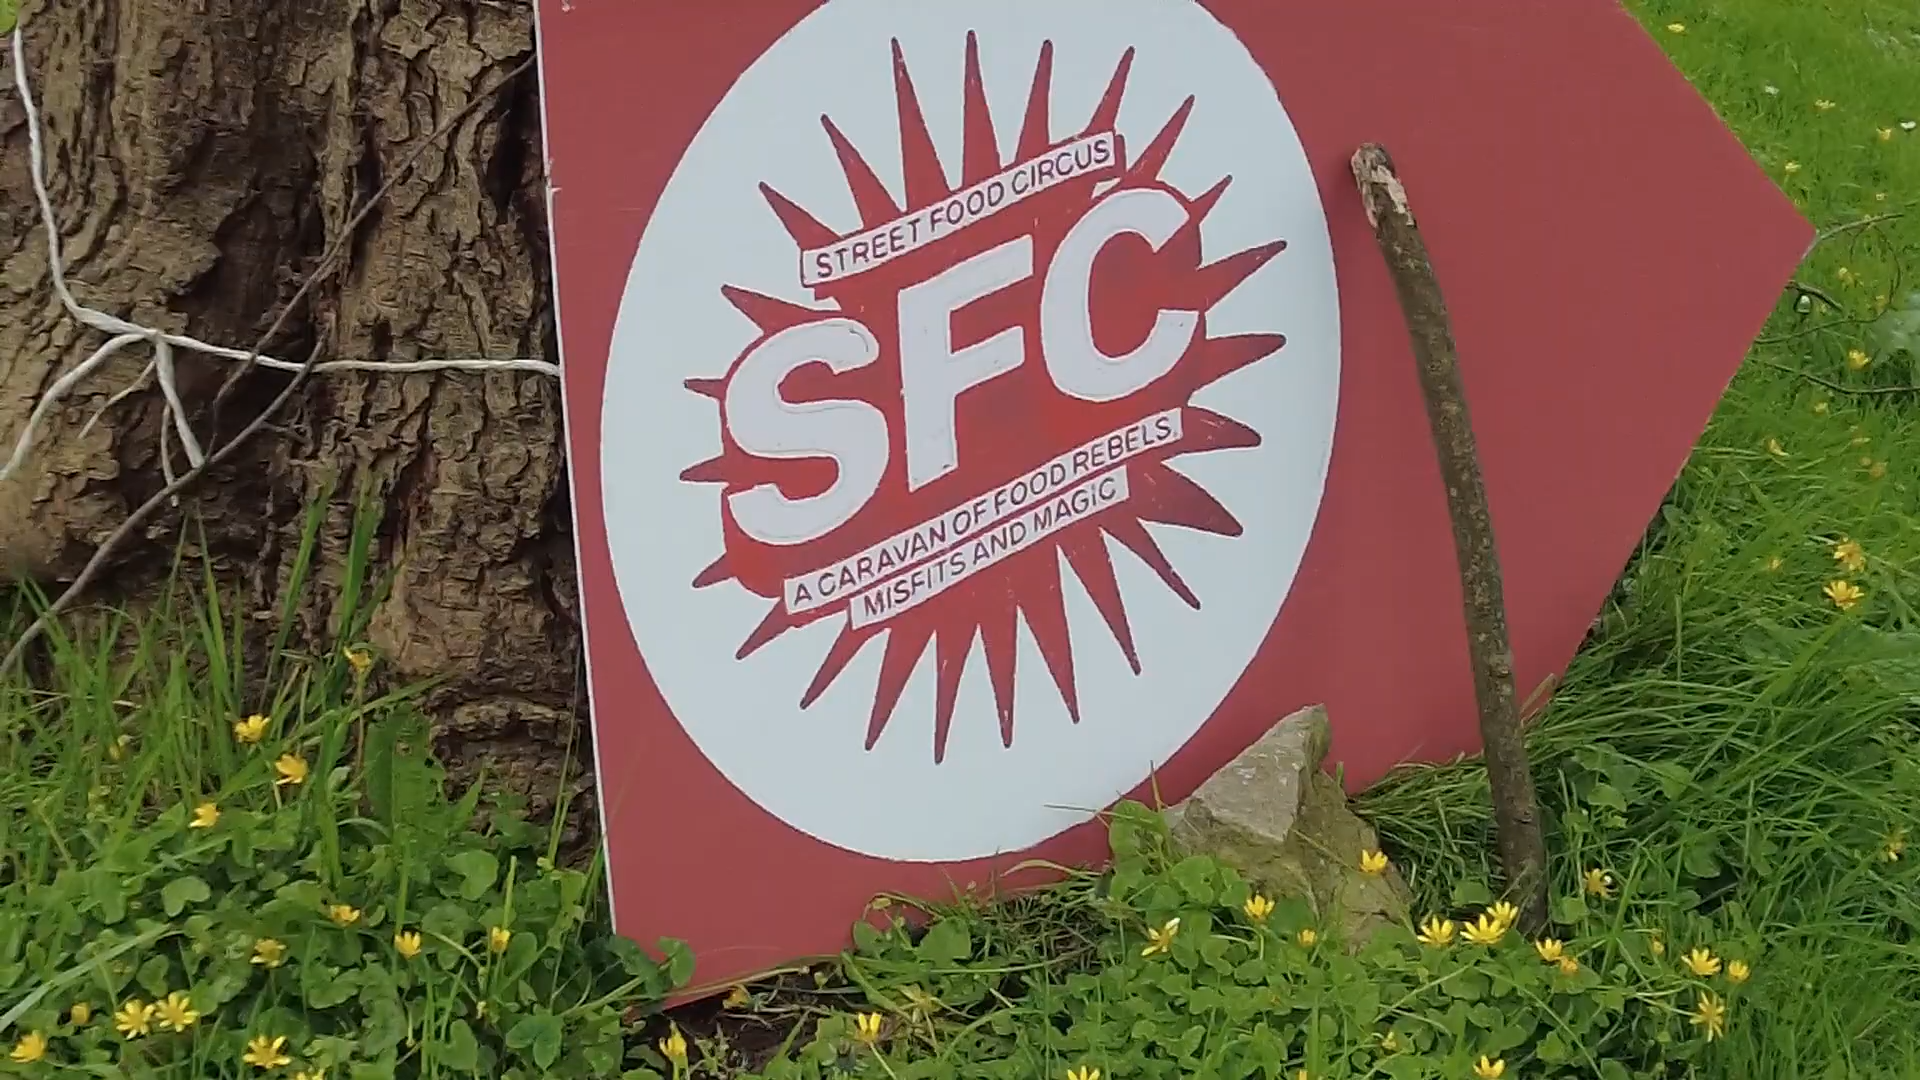 STREET FOOD CIRCUS
SFC
A CARAVAN OF FOOD REBELS,
MISFITS AND MAGIC